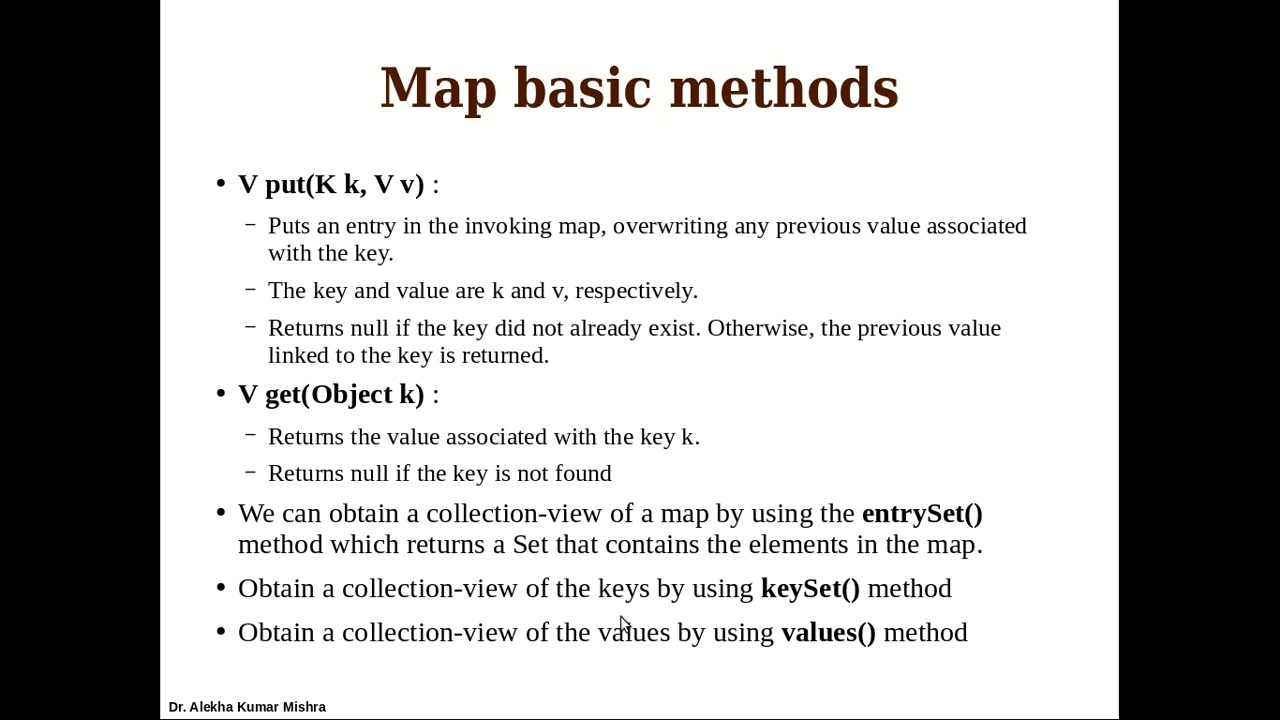 Map basic methods
• V put(K k, V v) :
– Puts an entry in the invoking map, overwriting any previous value associated
with the key.
– The key and value are k and v, respectively.
– Returns null if the key did not already exist. Otherwise, the previous value
linked to the key is returned.
• V get(Object k) :
– Returns the value associated with the key k.
– Returns null if the key is not found
• We can obtain a collection-view of a map by using the entrySet()
method which returns a Set that contains the elements in the map.
• Obtain a collection-view of the keys by using keySet() method
• Obtain a collection-view of the values by using values() method
Dr. Alekha Kumar Mishra